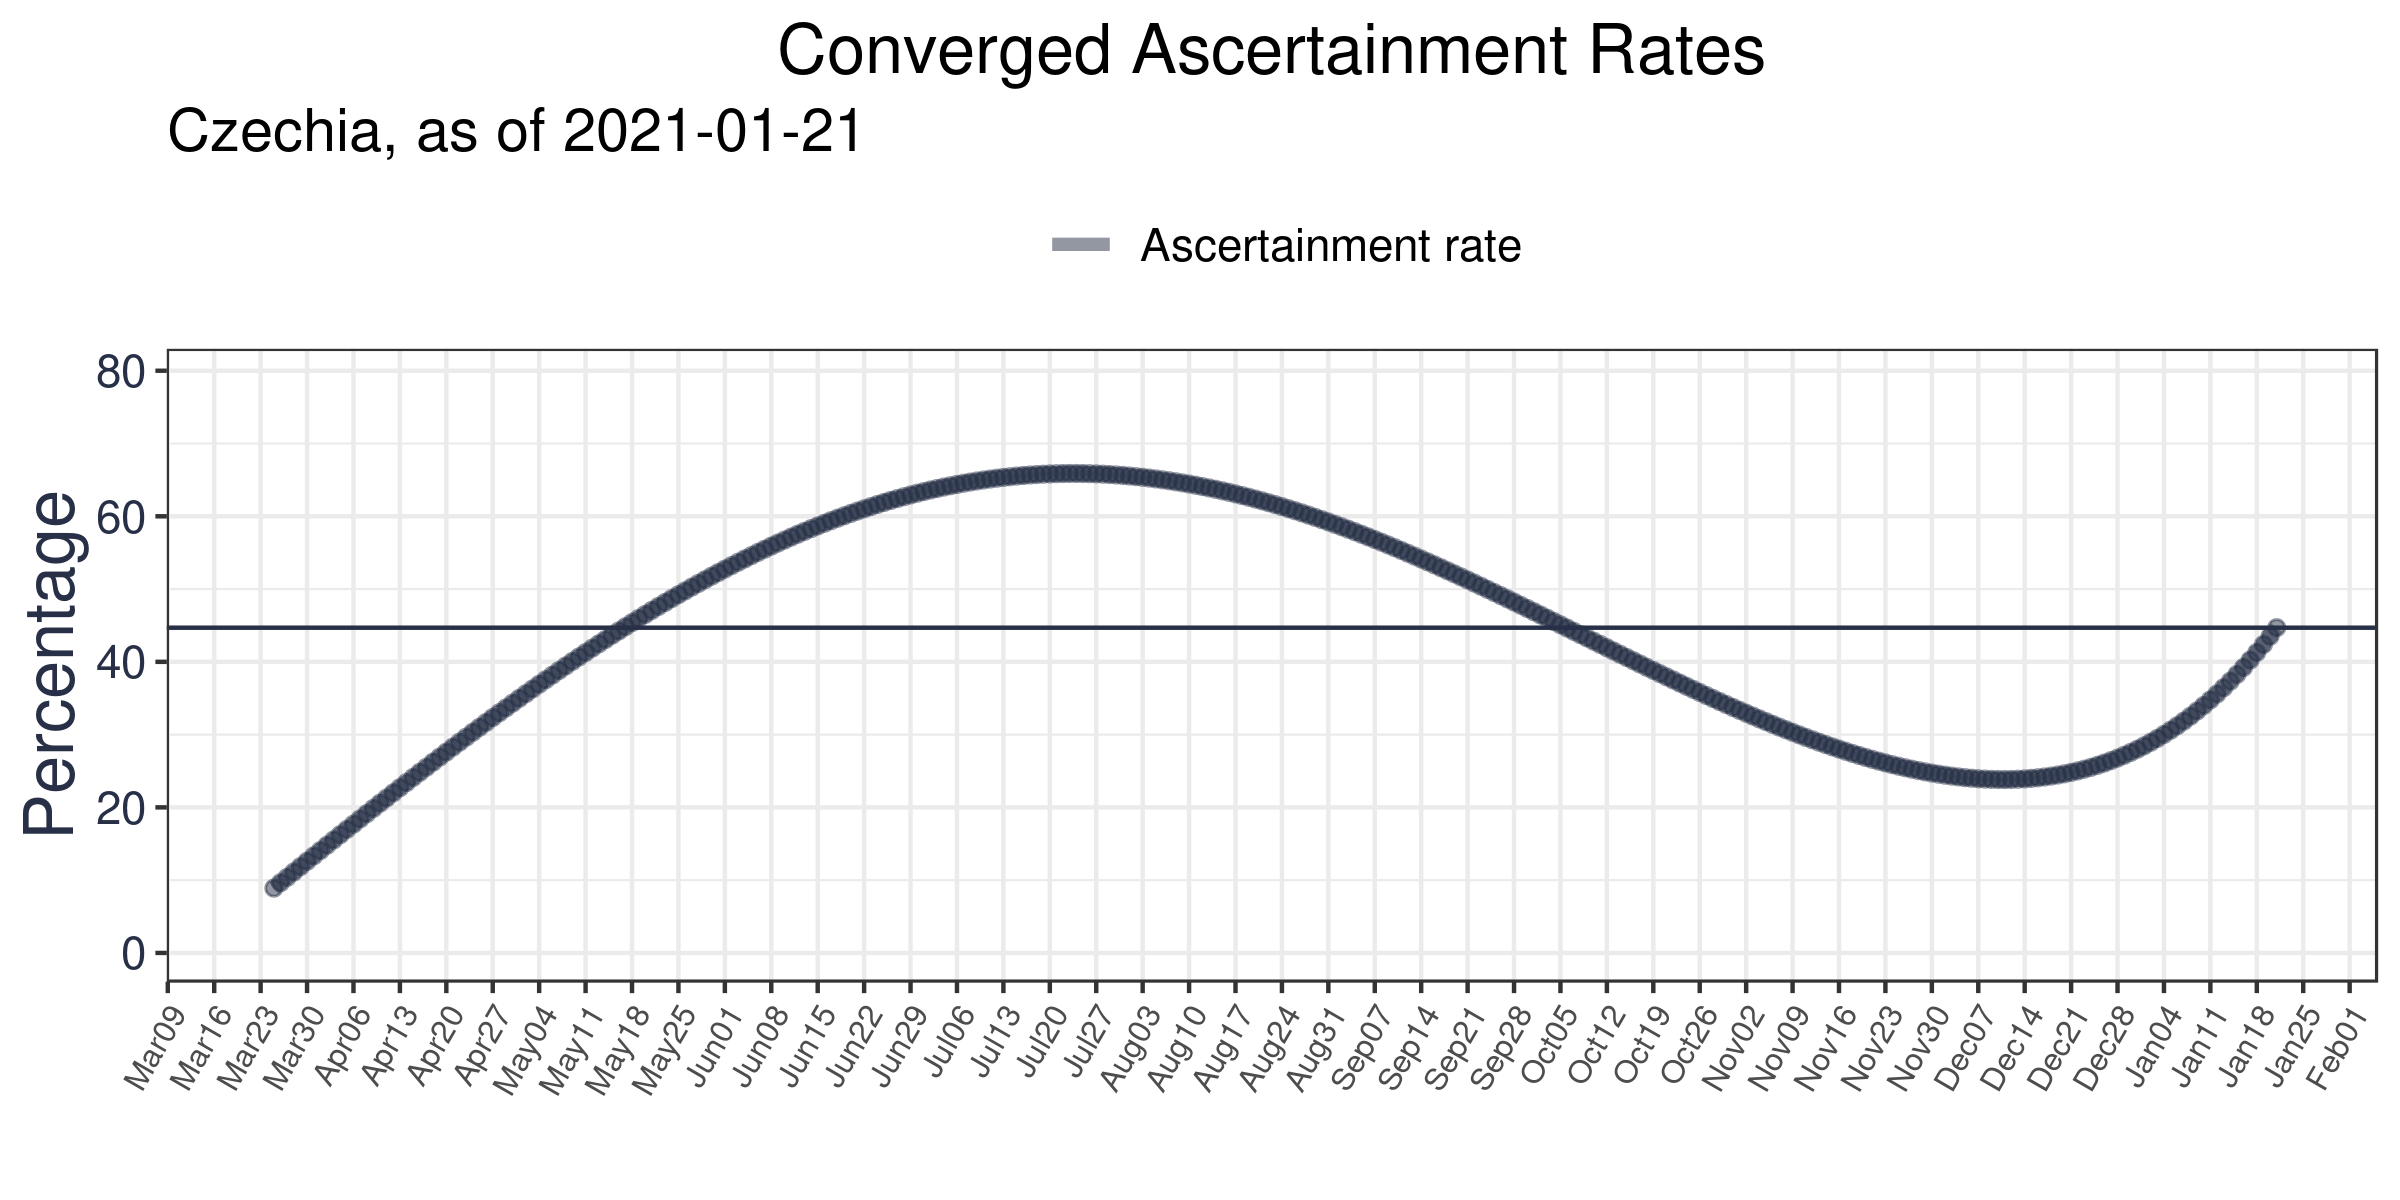 Converged Ascertainment Rates
Czechia, as of 2021-01-21
Ascertainment rate
Percentage
80
60
40
20
0
Mar09 Mar16 Mar23 Mar30 Apr06 Apr13 Apr20 Apr27 May04 May11 May18 May25 Jun01 Jun08 Jun15 Jun22 Jun29 Jul06 Jul13 Jul20 Jul27 Aug03 Aug10 Aug17 Aug24 Aug31 Sep07 Sep14 Sep21 Sep28 Oct05 Oct12 Oct19 Oct26 Nov02 Nov09 Nov16 Nov23 Nov30 Dec07 Dec14 Dec21 Dec28 Jan04 Jan11 Jan18 Jan25 Feb01